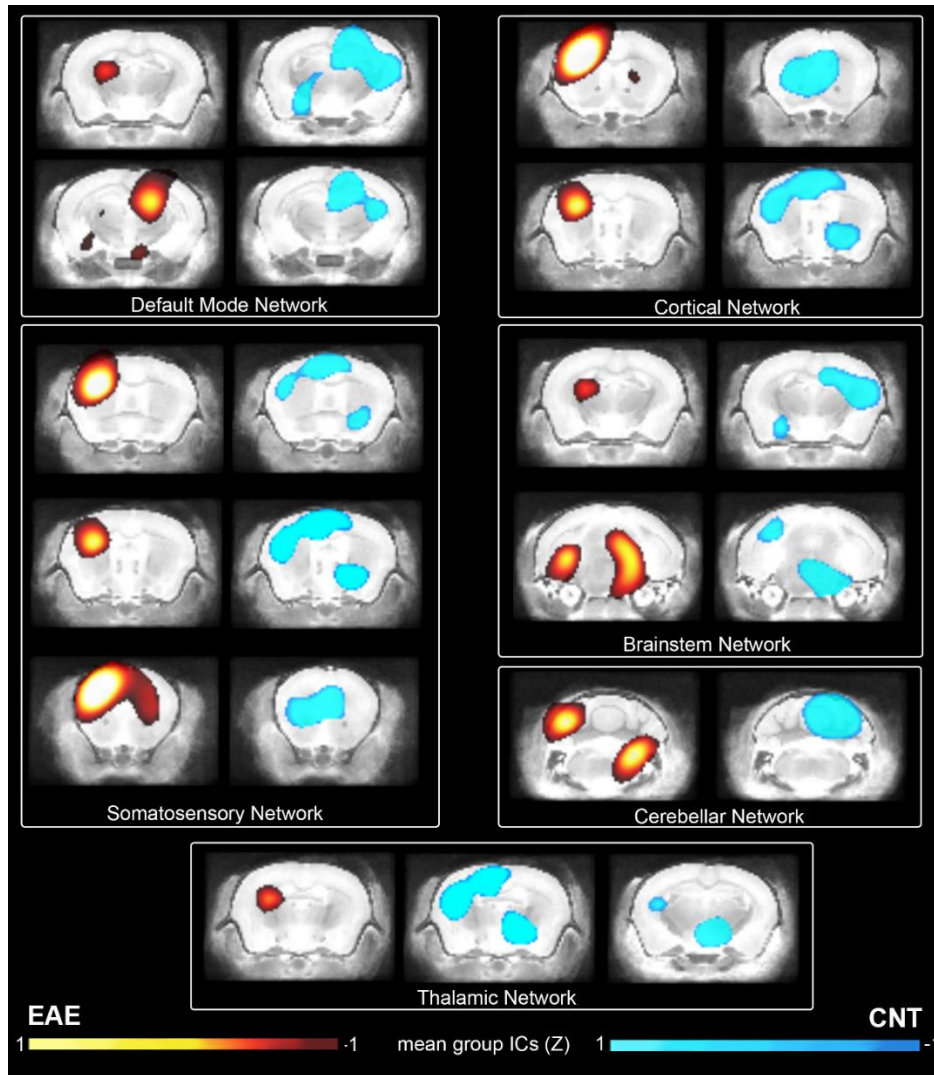 Default Mode Network
Cortical Network
Somatosensory Network
Brainstem Network
Cerebellar Network
Thalamic Network
EAE
CNT
1 -1 mean group ICs (Z) 1 -1